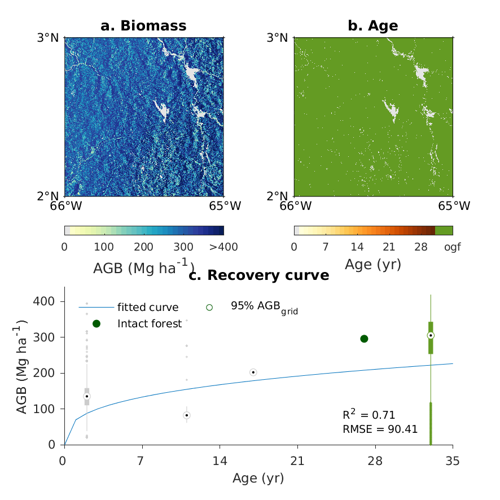 a. Biomass
b. Age
3°N
3°N
2°N
2°N
66°W 65°W
66°W 65°W
0 100 200 300 >400
AGB (Mg ha⁻¹)
0 7 14 21 28 ogf
Age (yr)
c. Recovery curve
fitted curve
95% AGB_grid
Intact forest
AGB (Mg ha⁻¹)
400
300
200
100
0
R² = 0.71
RMSE = 90.41
0 7 14 21 28 35
Age (yr)